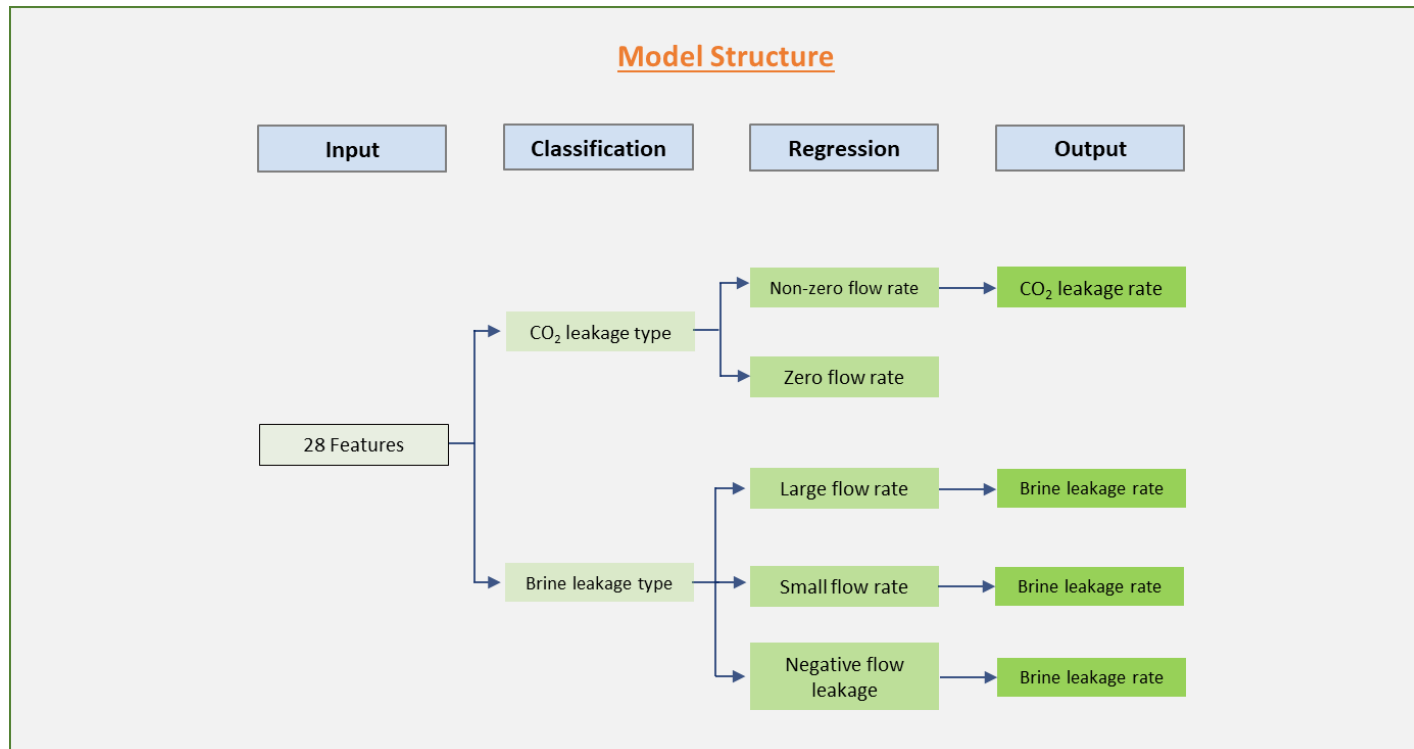 Model Structure
Input
Classification
Regression
Output
Non-zero flow rate
CO₂ leakage rate
CO₂ leakage type
Zero flow rate
28 Features
Large flow rate
Brine leakage rate
Brine leakage type
Small flow rate
Brine leakage rate
Negative flow
leakage
Brine leakage rate